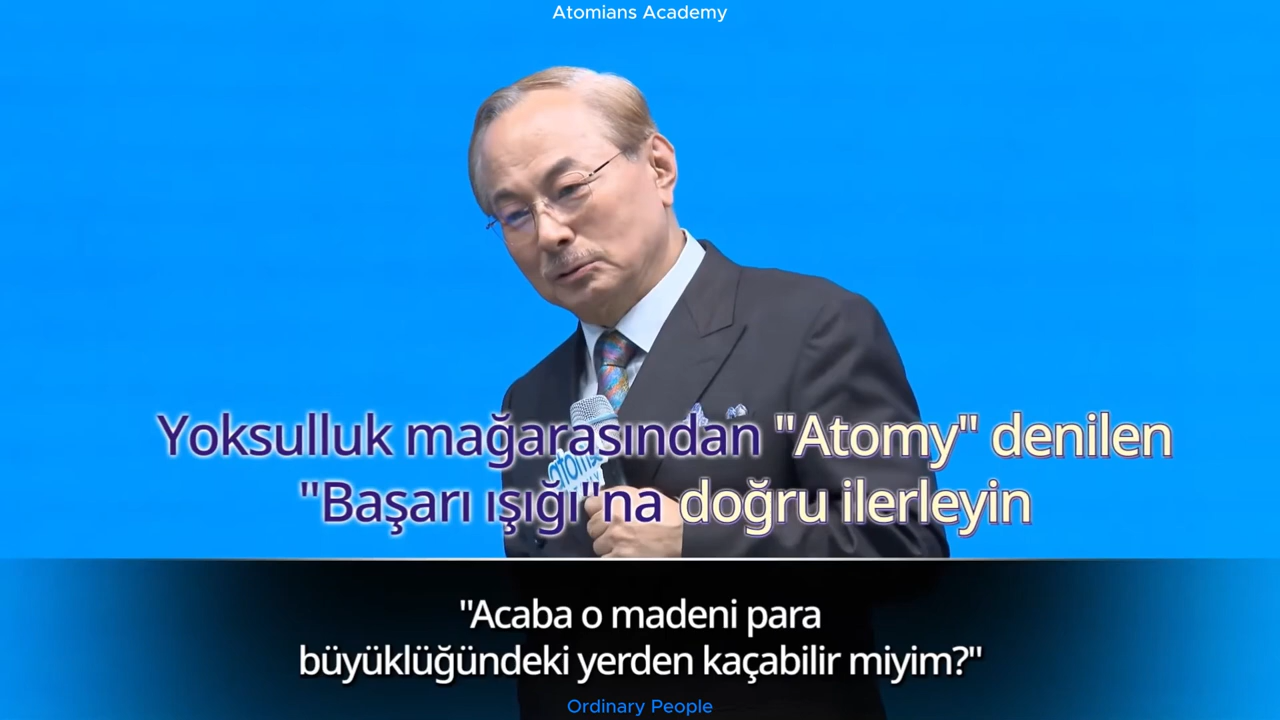 Atomians Academy
Yoksulluk mağarasından "Atomy" denilen
"Başarı ışığı"na doğru ilerleyin
"Acaba o madeni para
büyüklüğündeki yerden kaçabilir miyim?"
Ordinary People